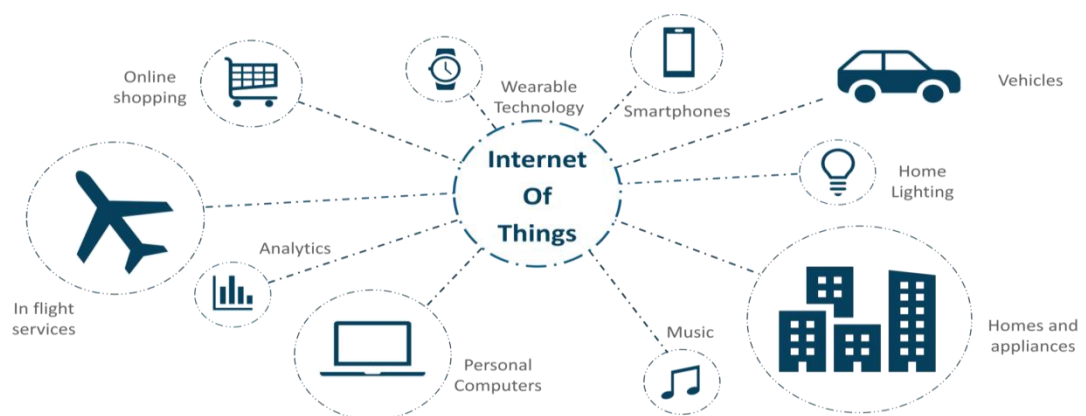 Online
shopping
Wearable
Technology
Smartphones
Vehicles
Internet
Of
Things
Home
Lighting
Analytics
In flight
services
Personal
Computers
Music
Homes and
appliances